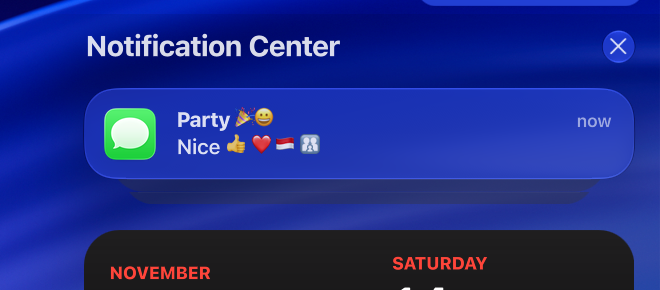 Notification Center
Party 🎉😀
now
Nice 👍 ❤️ 🇮🇩 🚻
NOVEMBER
SATURDAY